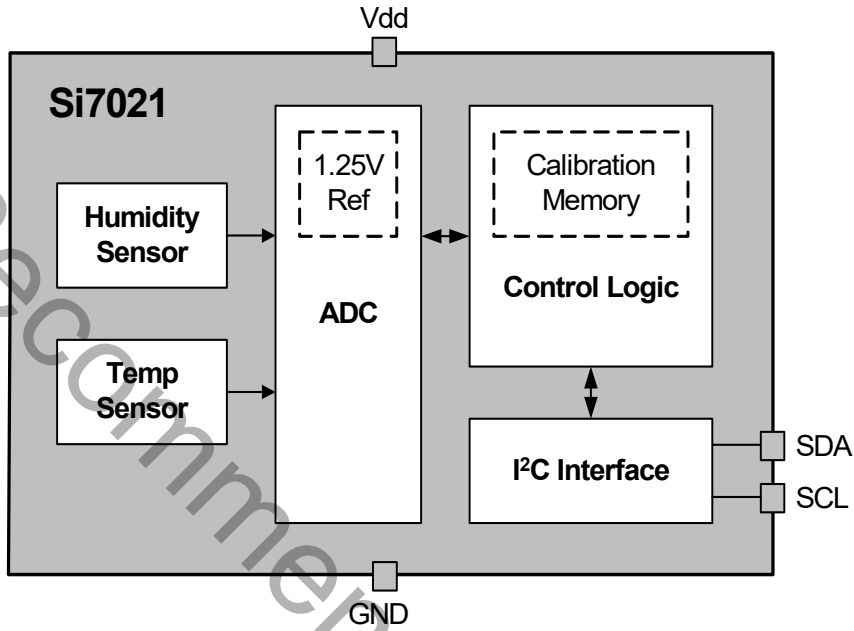 Vdd
Si7021
Humidity
Sensor
Temp
Sensor
1.25V
Ref
ADC
Calibration
Memory
Control Logic
I²C Interface
SDA
SCL
GND